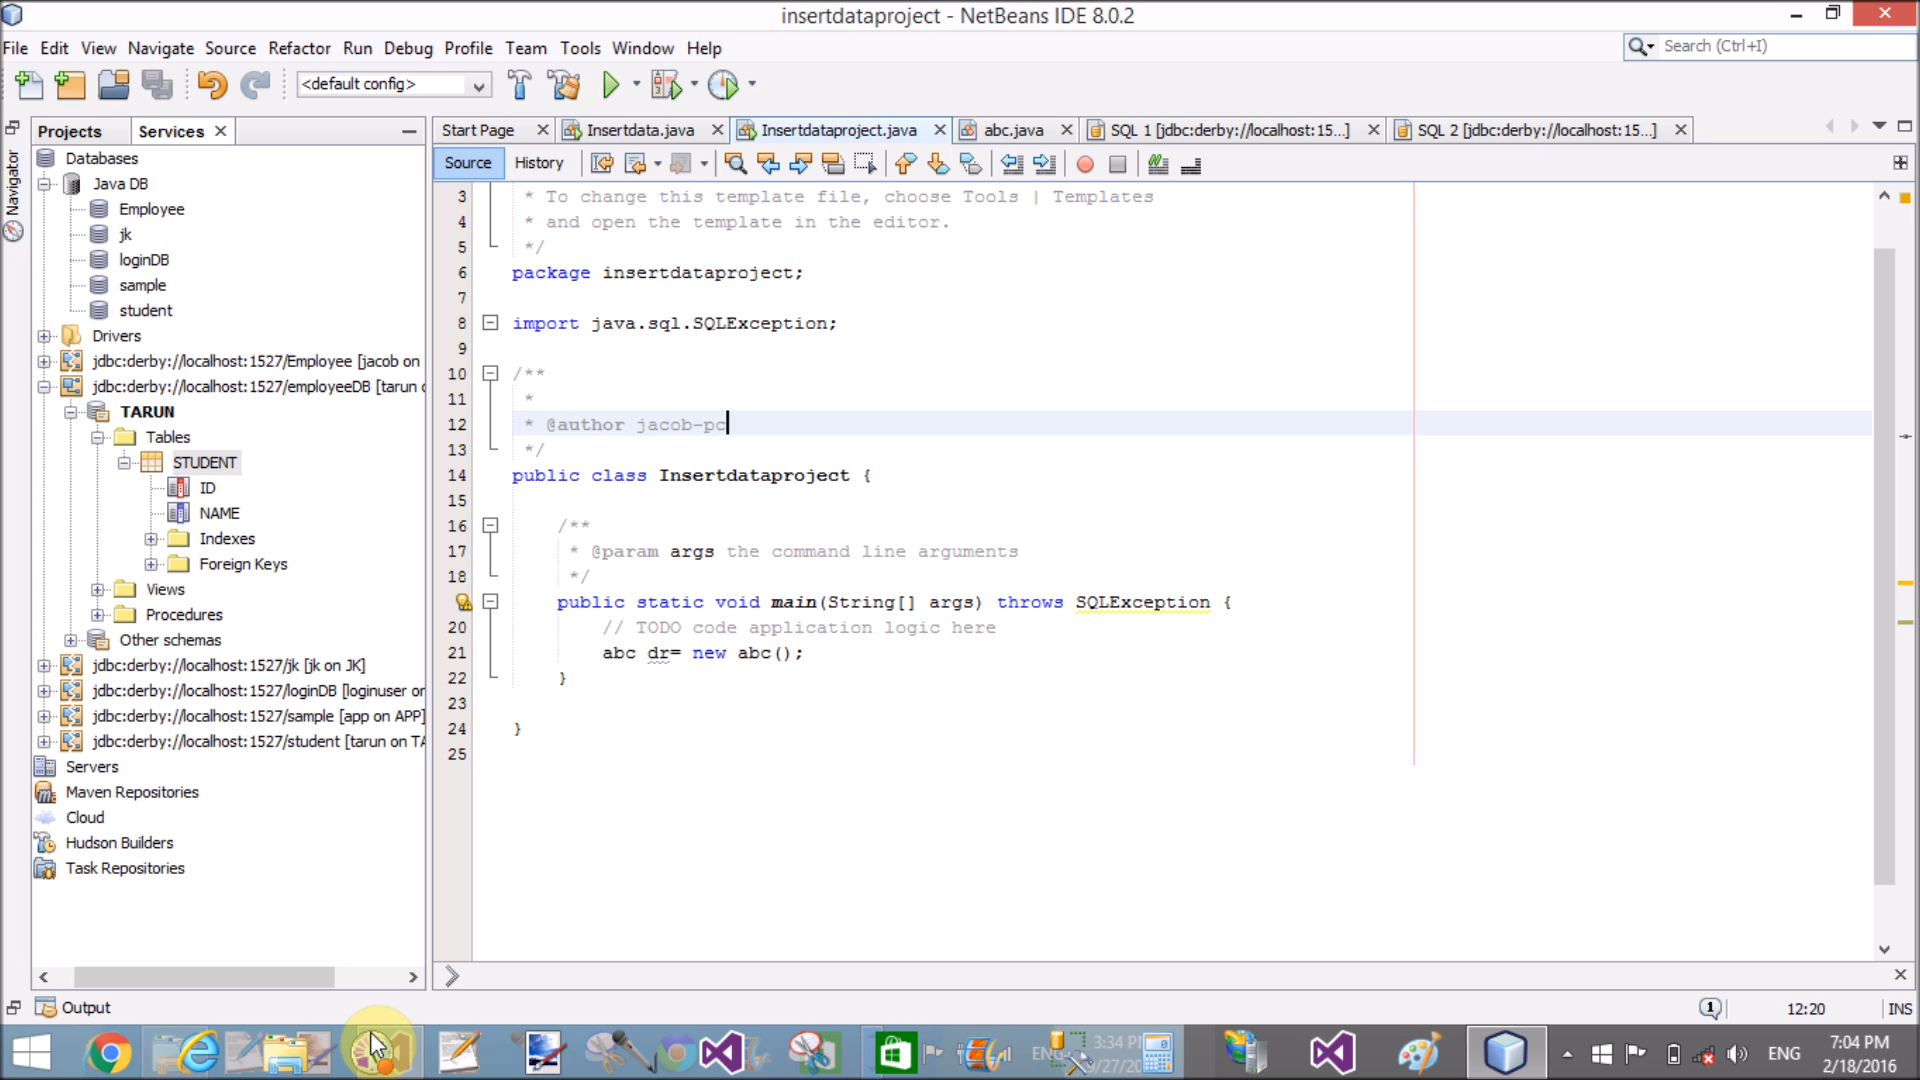 insertdataproject - NetBeans IDE 8.0.2
File Edit View Navigate Source Refactor Run Debug Profile Team Tools Window Help
Search (Ctrl+I)
<default config>
Projects Services
Start Page Insertdata.java Insertdataproject.java abc.java SQL 1 [jdbc:derby://localhost:15...] SQL 2 [jdbc:derby://localhost:15...]
Source History
Navigator
Databases
Java DB
Employee
jk
loginDB
sample
student
Drivers
jdbc:derby://localhost:1527/Employee [jacob on
jdbc:derby://localhost:1527/employeeDB [tarun
TARUN
Tables
STUDENT
ID
NAME
Indexes
Foreign Keys
Views
Procedures
Other schemas
jdbc:derby://localhost:1527/jk [jk on JK]
jdbc:derby://localhost:1527/loginDB [loginuser
jdbc:derby://localhost:1527/sample [app on APP]
jdbc:derby://localhost:1527/student [tarun on
Servers
Maven Repositories
Cloud
Hudson Builders
Task Repositories
3 * To change this template file, choose Tools | Templates
4 * and open the template in the editor.
5 */
6 package insertdataproject;
7
8 import java.sql.SQLException;
9
10 /**
11 *
12 * @author jacob-pc
13 */
14 public class Insertdataproject {
15
16 /**
17 * @param args the command line arguments
18 */
public static void main(String[] args) throws SQLException {
20 // TODO code application logic here
21 abc dr= new abc();
22 }
23
24 }
25
Output
1
12:20 INS
3:34
ENG
7:04 PM
2/18/2016